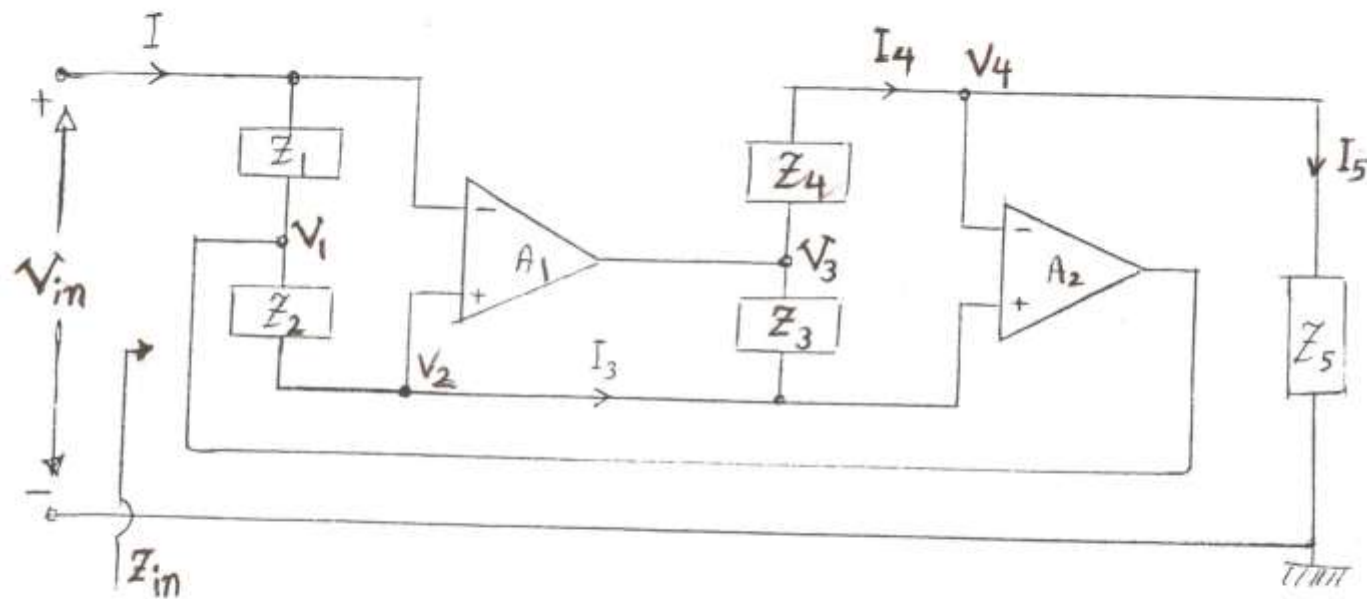 I
I4
V4
+
Z1
Z4
I5
−
V1
A1
V3
−
A2
Vin
Z2
+
Z3
+
Z5
V2
I3
−
Zin